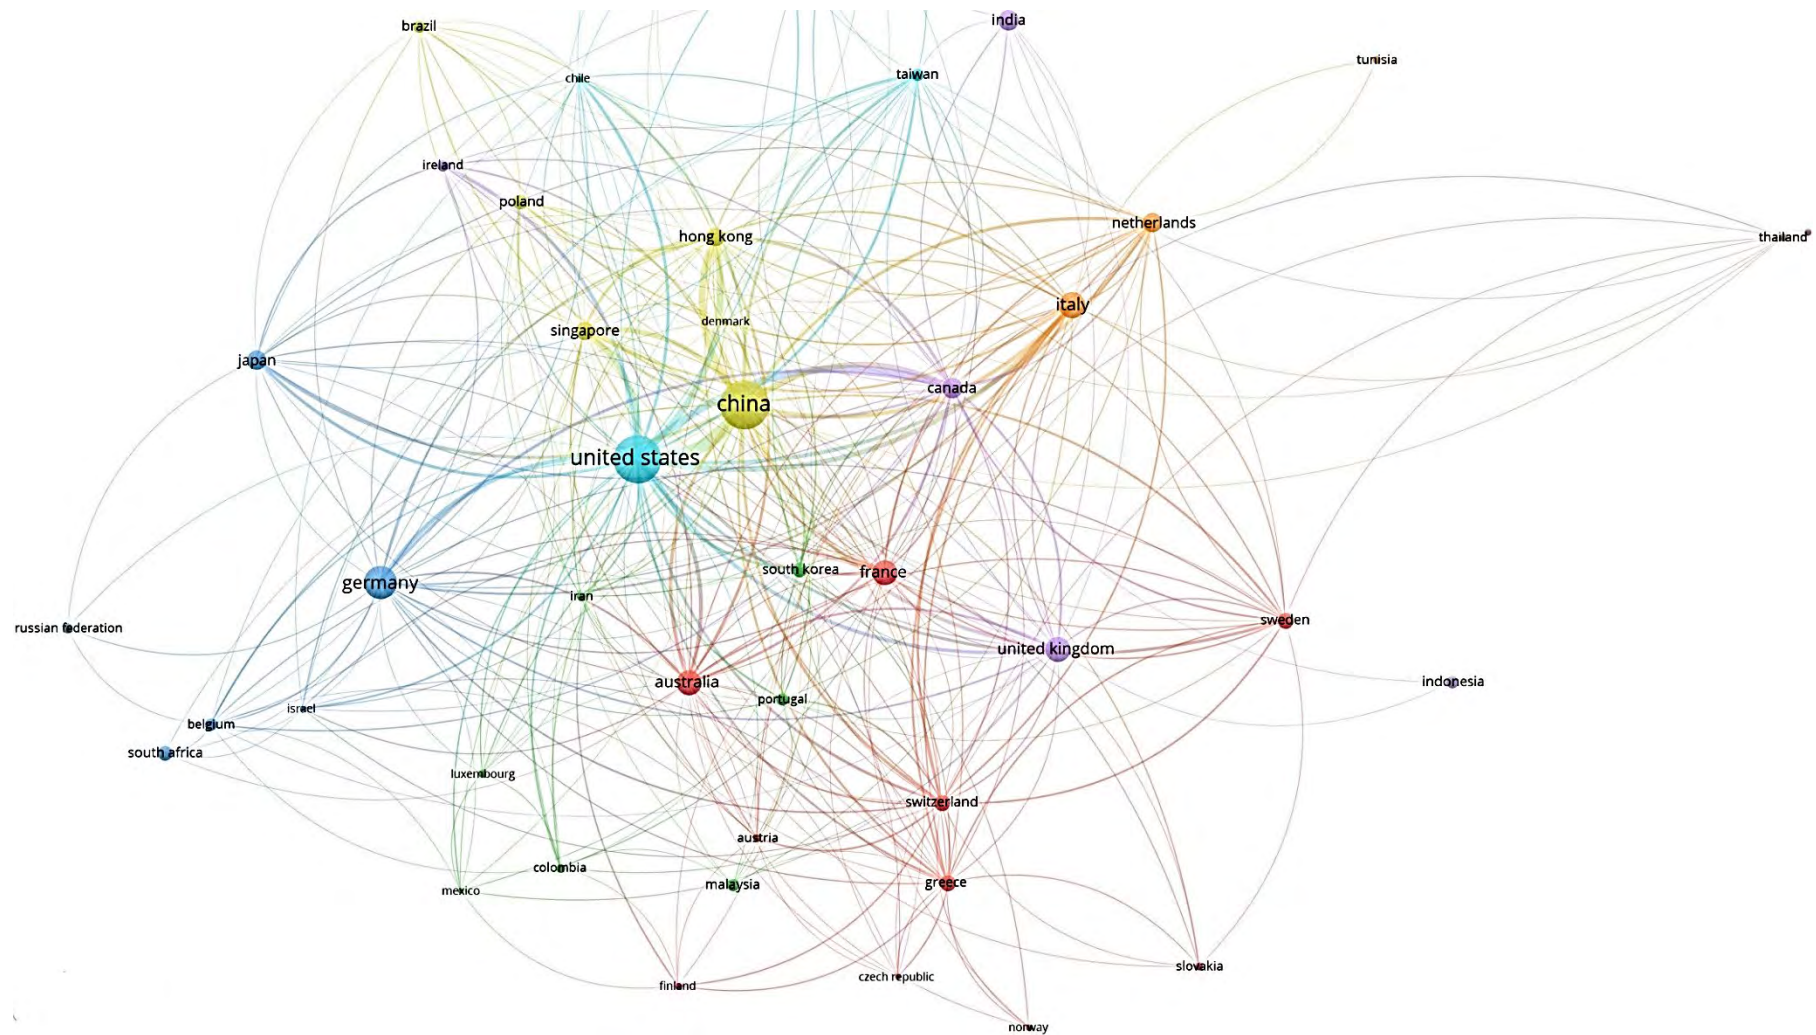 brazil
india
tunisia
chile
taiwan
ireland
poland
netherlands
hong kong
thailand
italy
denmark
singapore
japan
canada
china
united states
south korea
france
germany
iran
sweden
russian federation
united kingdom
australia
indonesia
portugal
israel
belgium
south africa
luxembourg
switzerland
austria
colombia
malaysia
greece
mexico
slovakia
czech republic
finland
norway